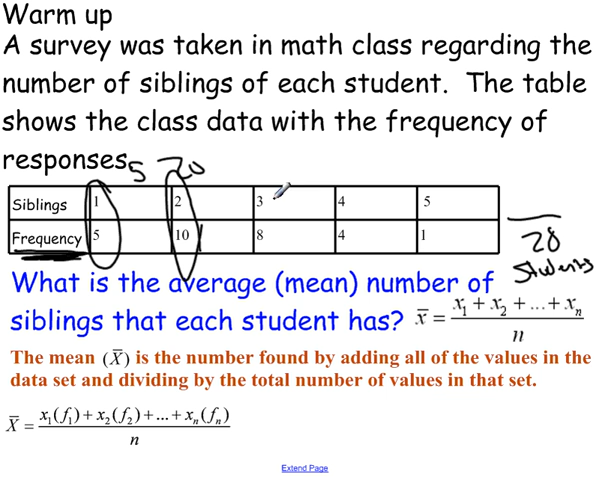 Warm up
A survey was taken in math class regarding the
number of siblings of each student. The table
shows the class data with the frequency of
responses. 5 20
Siblings 1 2 3 4 5
Frequency 5 10 8 4 1
28
students
What is the average (mean) number of
siblings that each student has? x̄ = (x₁ + x₂ + ... + xₙ) / n
The mean (X̄) is the number found by adding all of the values in the
data set and dividing by the total number of values in that set.
X̄ = (x₁(f₁) + x₂(f₂) + ... + xₙ(fₙ)) / n
Extend Page